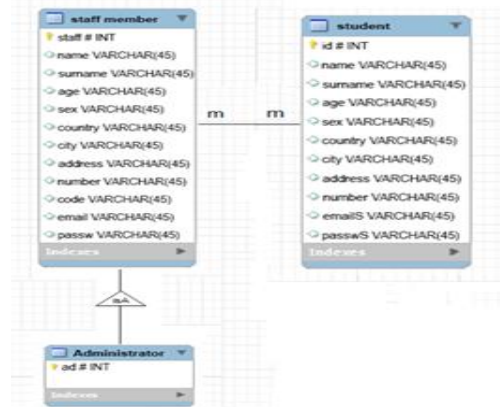 staff member
staff # INT
name VARCHAR(45)
surname VARCHAR(45)
age VARCHAR(45)
sex VARCHAR(45)
country VARCHAR(45)
city VARCHAR(45)
address VARCHAR(45)
number VARCHAR(45)
code VARCHAR(45)
email VARCHAR(45)
passw VARCHAR(45)
Indexes
m m
student
id # INT
name VARCHAR(45)
surname VARCHAR(45)
age VARCHAR(45)
sex VARCHAR(45)
country VARCHAR(45)
city VARCHAR(45)
address VARCHAR(45)
number VARCHAR(45)
emailS VARCHAR(45)
passwS VARCHAR(45)
Indexes
isA
Administrator
ad # INT
Indexes